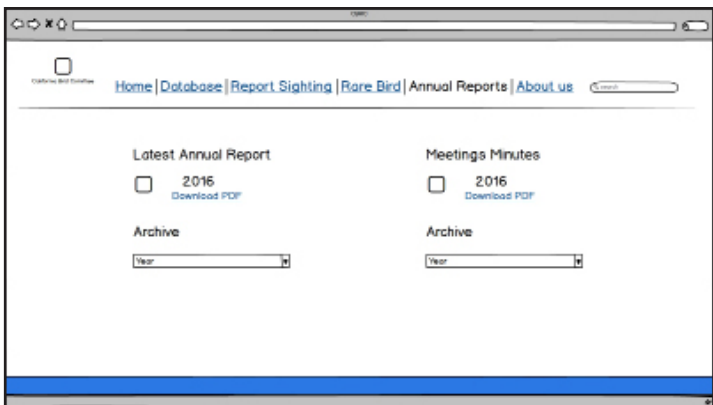 Home | Database | Report Sighting | Rare Bird | Annual Reports | About us
Latest Annual Report
2016
Download PDF
Archive
Year
Meetings Minutes
2016
Download PDF
Archive
Year